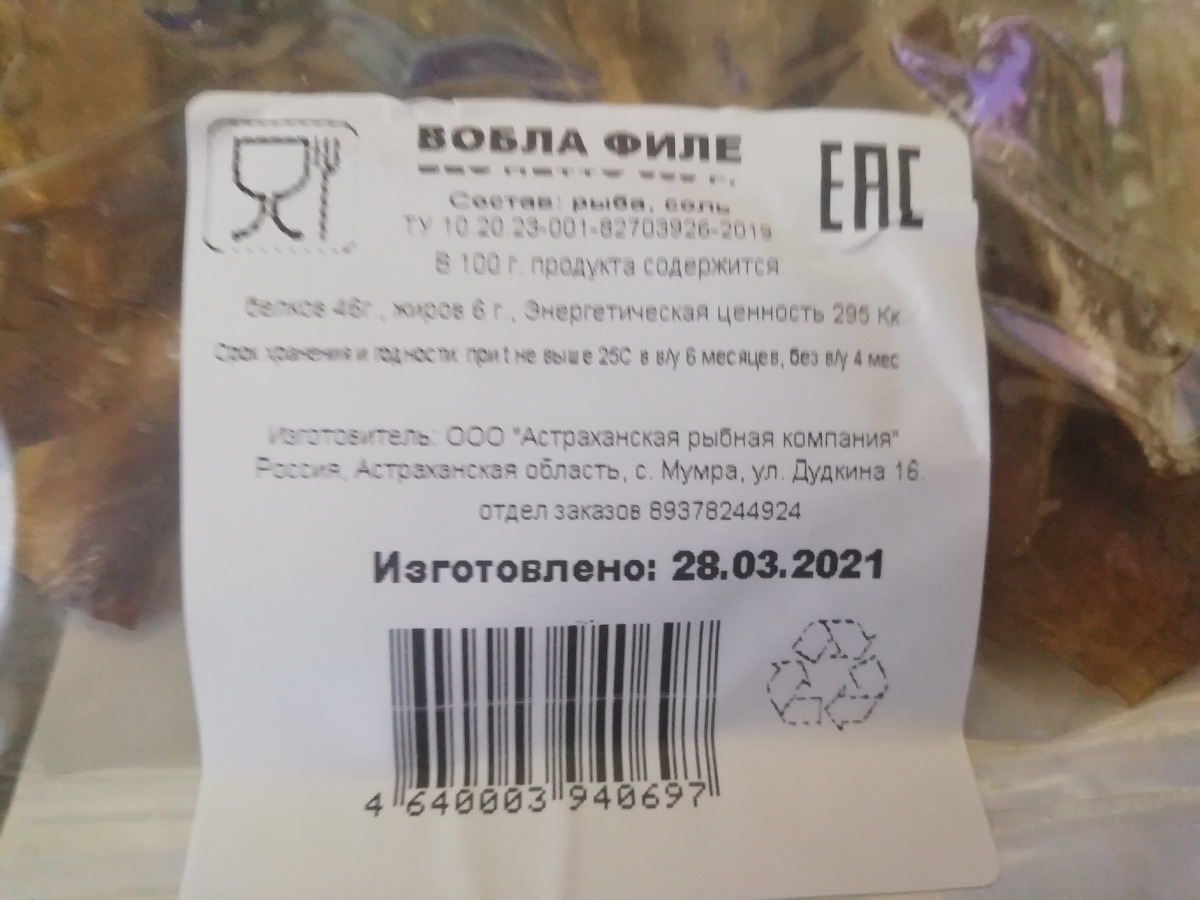 ВОБЛА ФИЛЕ
EAC
Состав: рыба, соль
ТУ 10.20.23-001-82703926-2019
В 100 г. продукта содержится
белков 46г., жиров 6 г., Энергетическая ценность 295 Кк.
Срок хранения и годности: при t не выше 25С в в/у 6 месяцев, без в/у 4 мес
Изготовитель: ООО "Астраханская рыбная компания"
Россия, Астраханская область, с. Мумра, ул. Дудкина 16.
отдел заказов 89378244924
Изготовлено: 28.03.2021
4 640003 940697